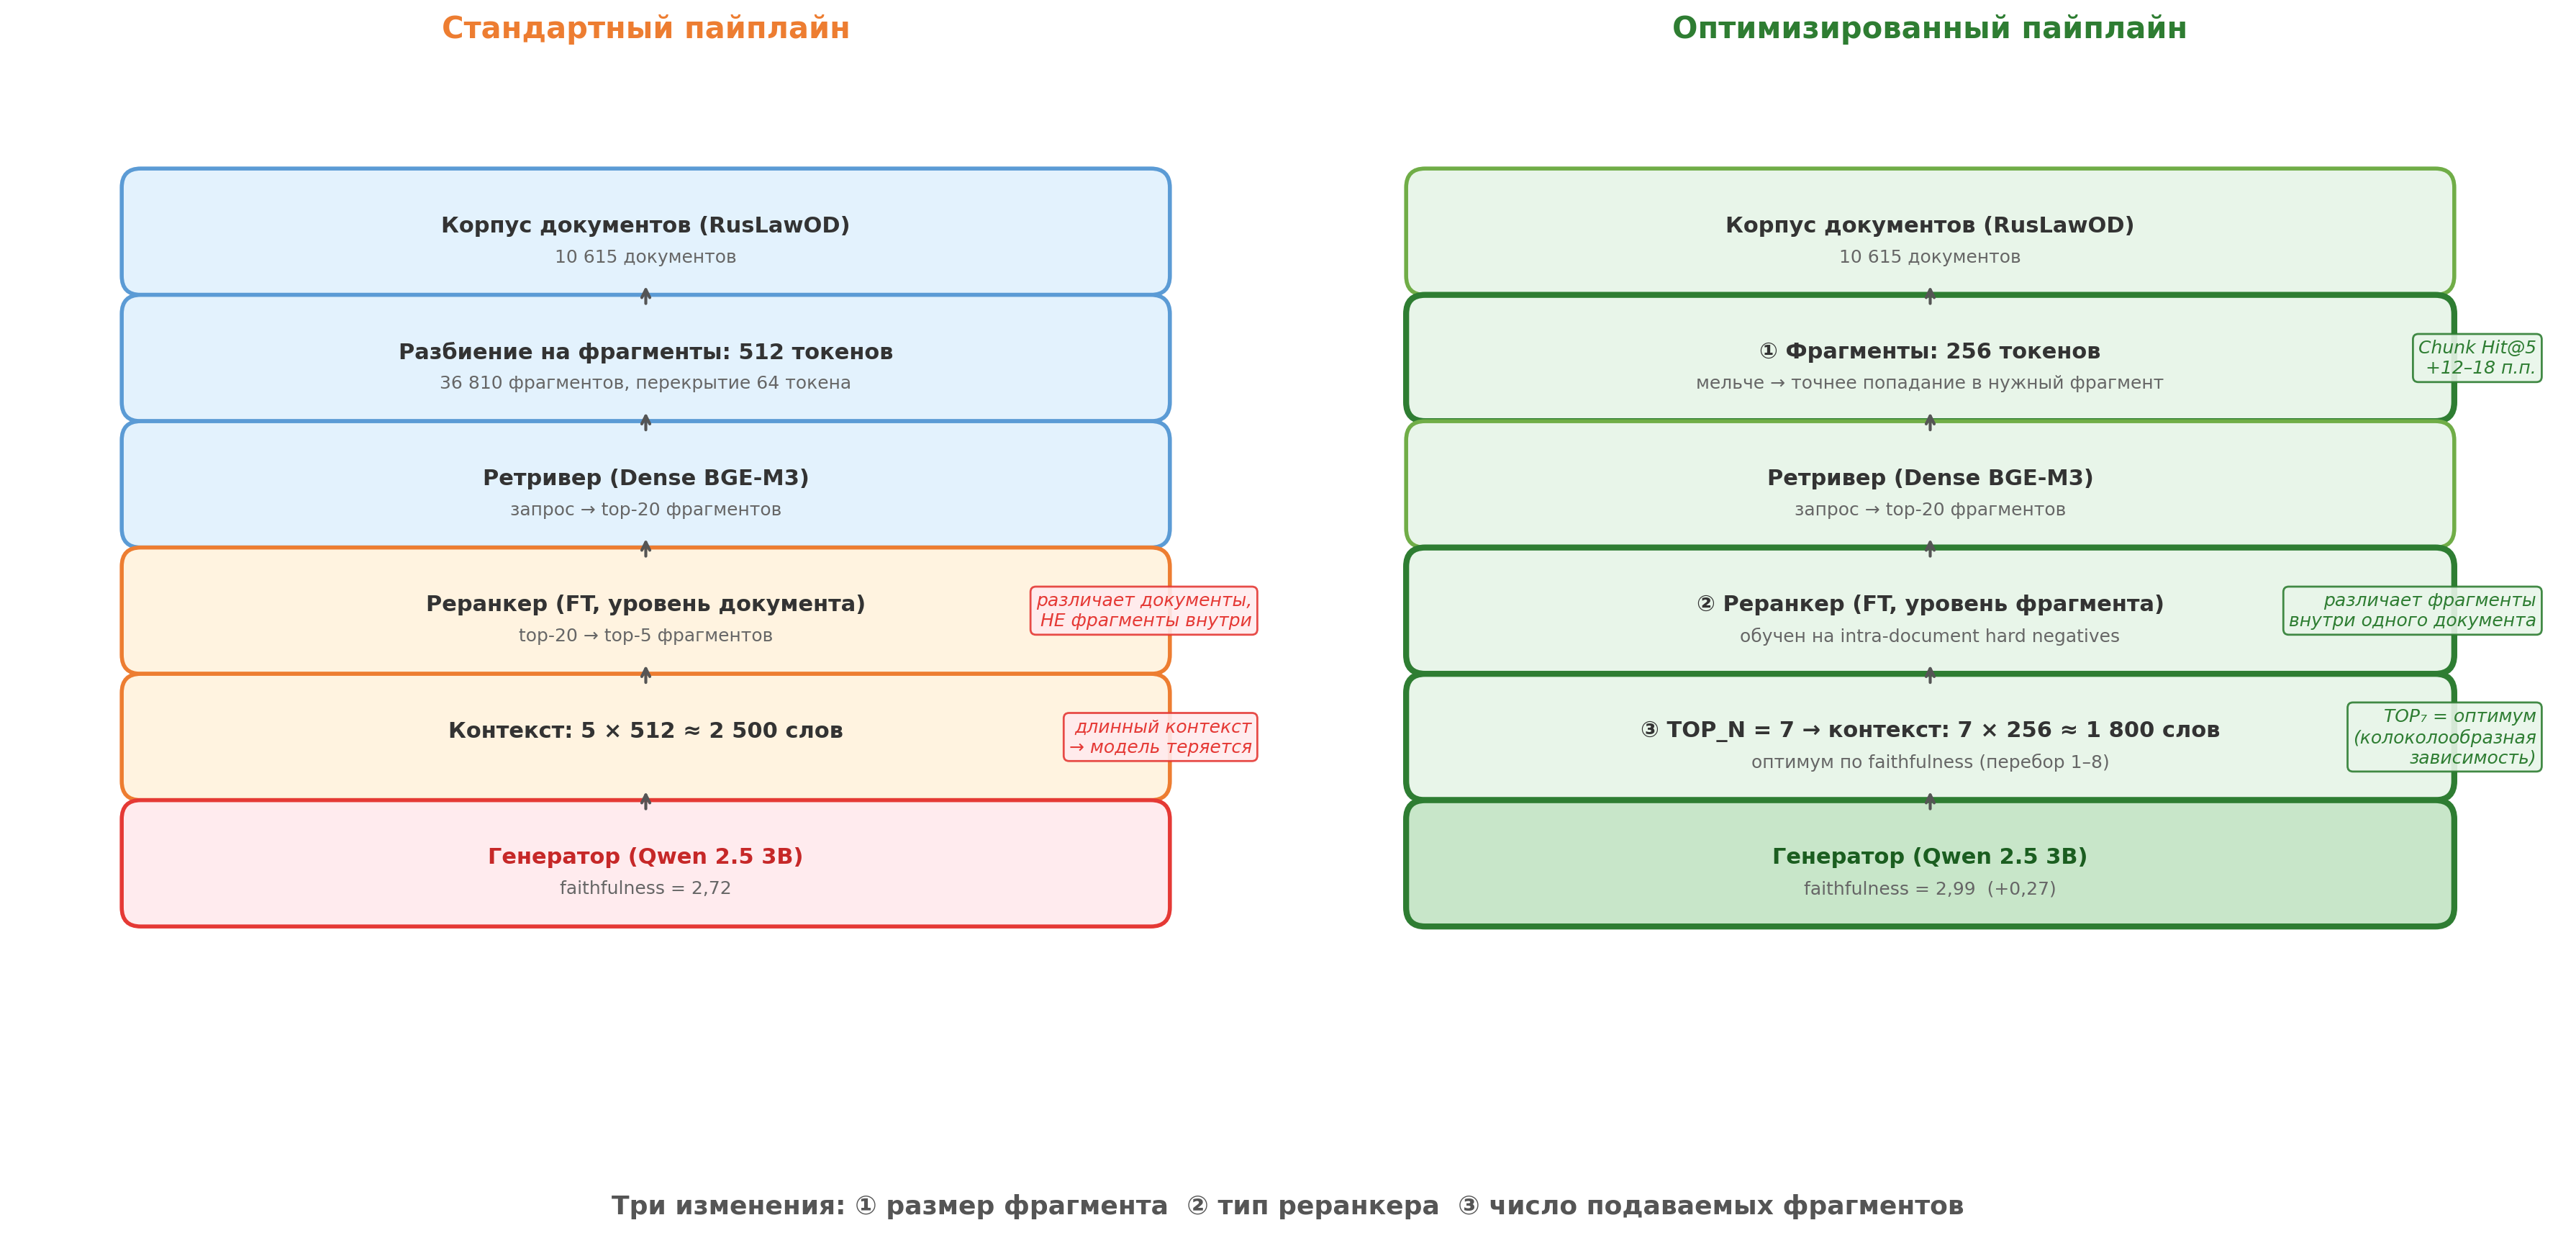 Стандартный пайплайн
Корпус документов (RusLawOD)
10 615 документов
Разбиение на фрагменты: 512 токенов
36 810 фрагментов, перекрытие 64 токена
Ретривер (Dense BGE-M3)
запрос → top-20 фрагментов
Реранкер (FT, уровень документа)
top-20 → top-5 фрагментов
различает документы,
НЕ фрагменты внутри
Контекст: 5 × 512 ≈ 2 500 слов
длинный контекст
→ модель теряется
Генератор (Qwen 2.5 3B)
faithfulness = 2,72
Оптимизированный пайплайн
Корпус документов (RusLawOD)
10 615 документов
① Фрагменты: 256 токенов
мельче → точнее попадание в нужный фрагмент
Chunk Hit@5
+12–18 п.п.
Ретривер (Dense BGE-M3)
запрос → top-20 фрагментов
② Реранкер (FT, уровень фрагмента)
обучен на intra-document hard negatives
различает фрагменты
внутри одного документа
③ TOP_N = 7 → контекст: 7 × 256 ≈ 1 800 слов
оптимум по faithfulness (перебор 1–8)
TOP₇ = оптимум
(колоколообразная
зависимость)
Генератор (Qwen 2.5 3B)
faithfulness = 2,99 (+0,27)
Три изменения: ① размер фрагмента ② тип реранкера ③ число подаваемых фрагментов